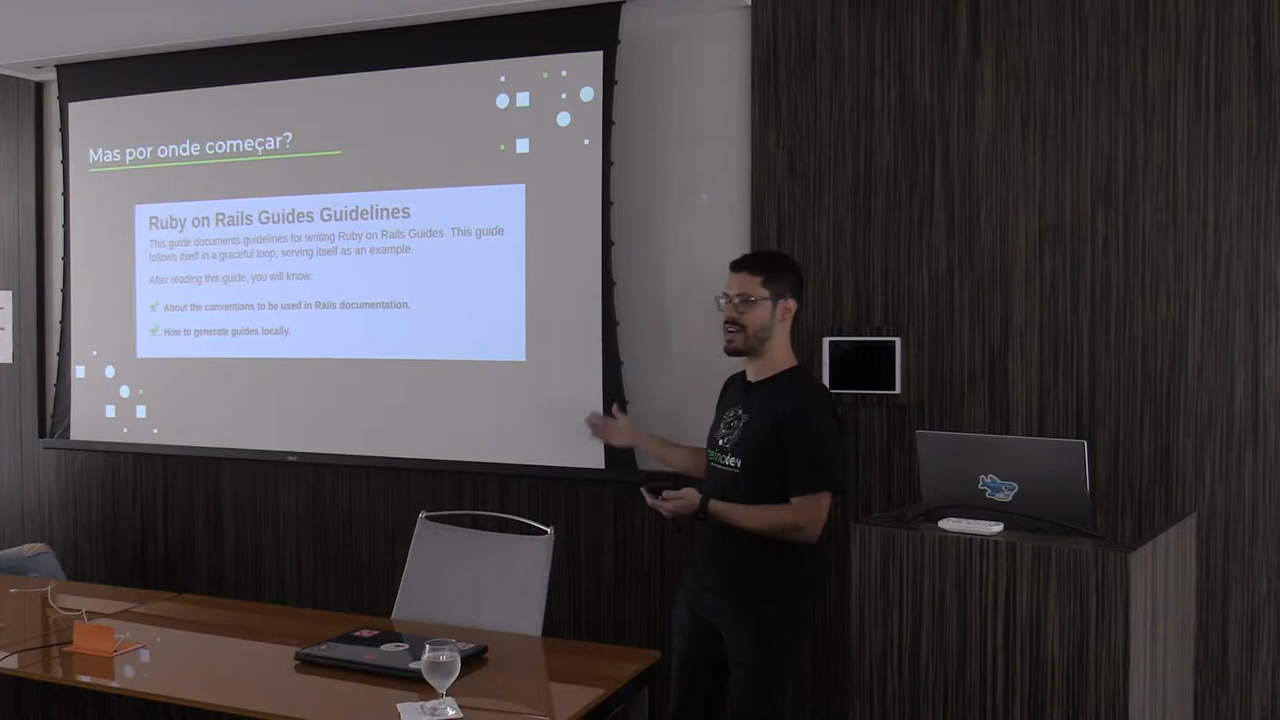 Mas por onde começar?
Ruby on Rails Guides Guidelines
This guide documents guidelines for writing Ruby on Rails Guides. This guide
follows itself in a graceful loop, serving itself as an example.
After reading this guide, you will know:
About the conventions to be used in Rails documentation.
How to generate guides locally.